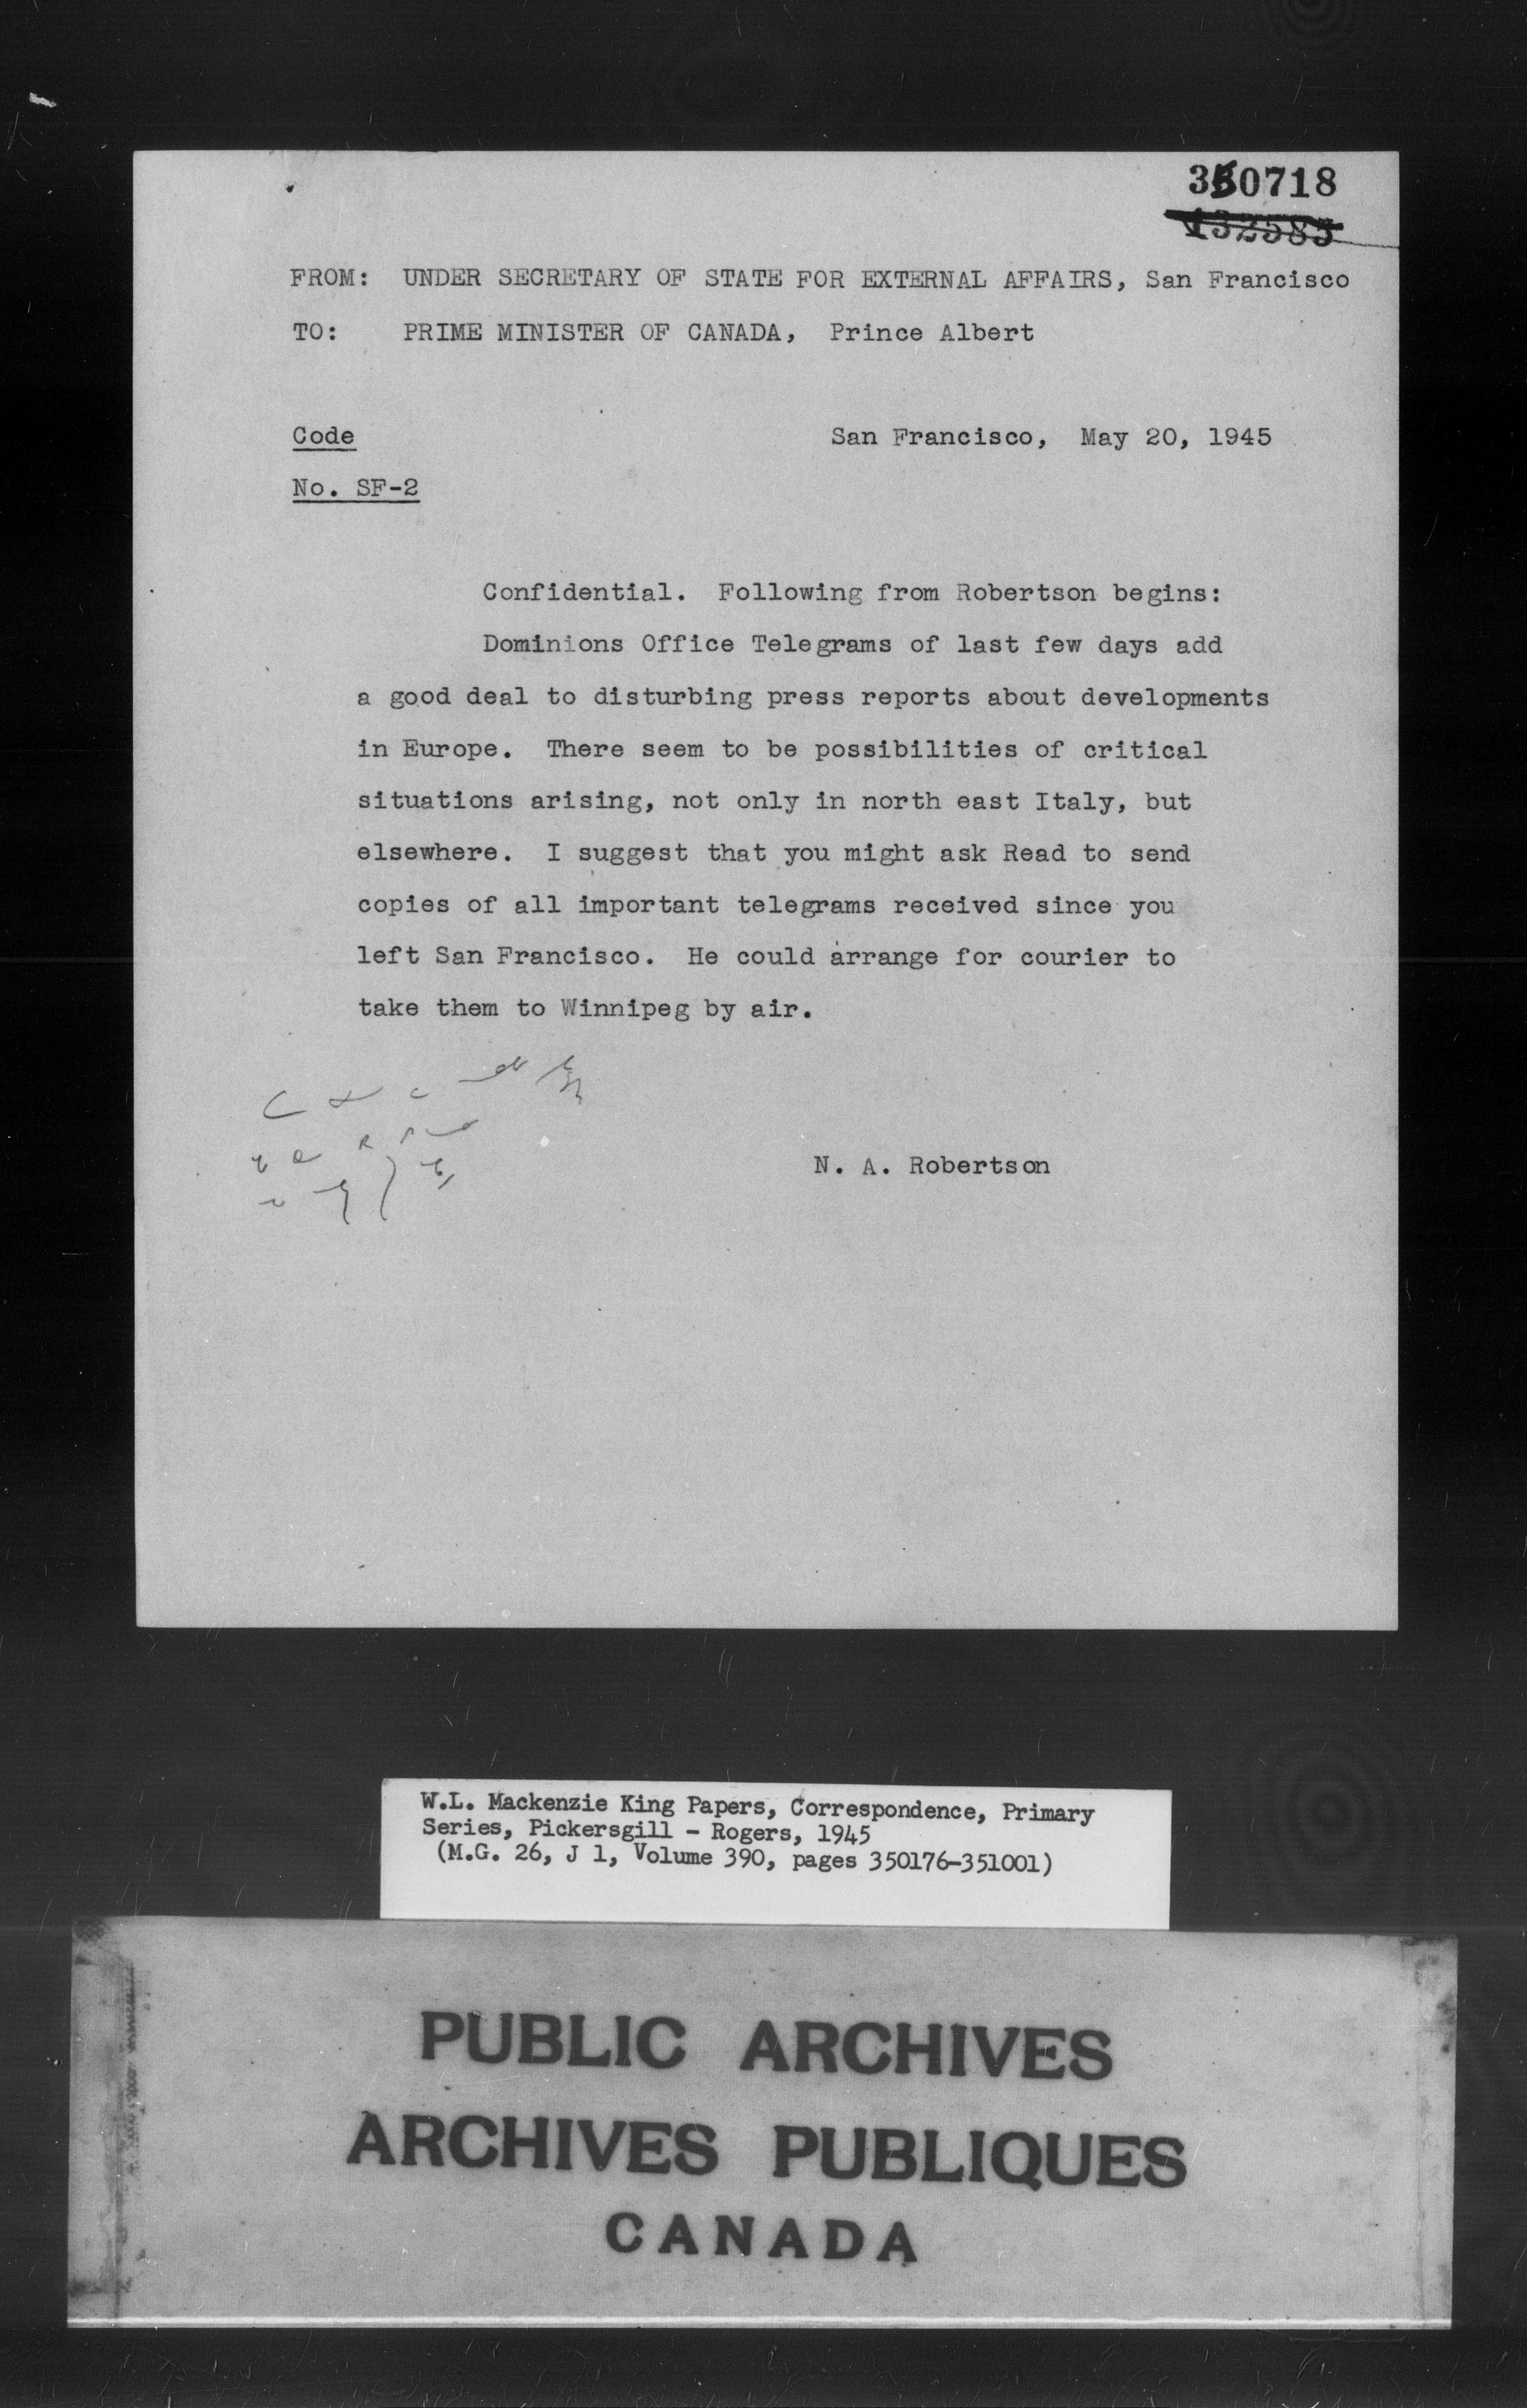 350718
132583
FROM: UNDER SECRETARY OF STATE FOR EXTERNAL AFFAIRS, San Francisco
TO: PRIME MINISTER OF CANADA, Prince Albert
Code San Francisco, May 20, 1945
No. SF-2
Confidential. Following from Robertson begins:
Dominions Office Telegrams of last few days add
a good deal to disturbing press reports about developments
in Europe. There seem to be possibilities of critical
situations arising, not only in north east Italy, but
elsewhere. I suggest that you might ask Read to send
copies of all important telegrams received since you
left San Francisco. He could arrange for courier to
take them to Winnipeg by air.
N. A. Robertson
W.L. Mackenzie King Papers, Correspondence, Primary
Series, Pickersgill - Rogers, 1945
(M.G. 26, J 1, Volume 390, pages 350176-351001)
PUBLIC ARCHIVES
ARCHIVES PUBLIQUES
CANADA